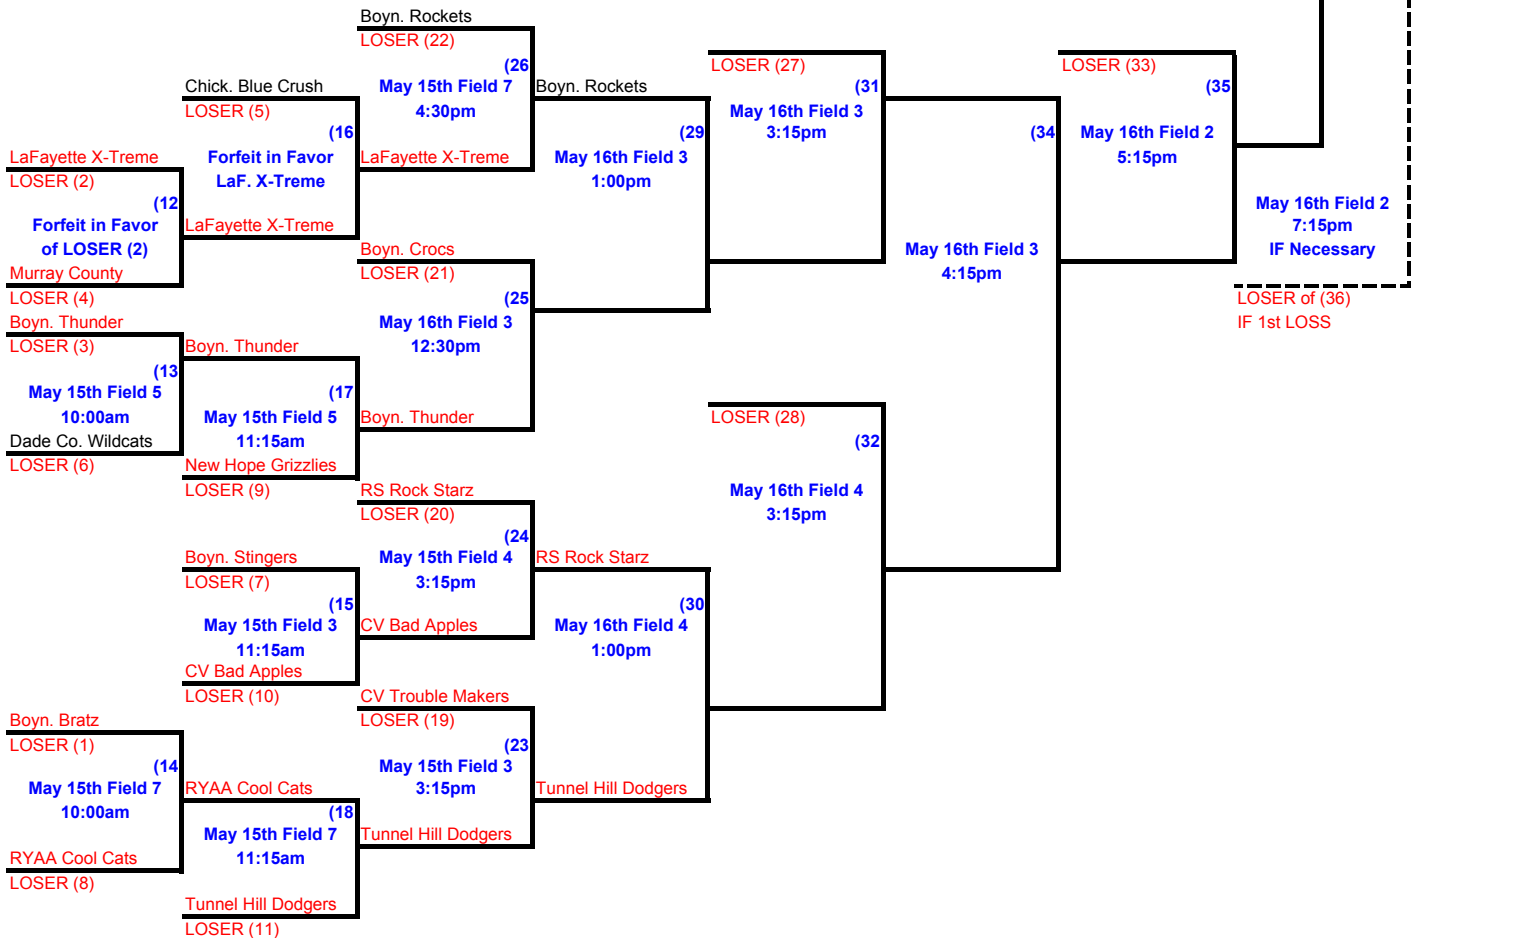 Boyn. Rockets
LOSER (22)
(26
May 15th Field 7
4:30pm
Chick. Blue Crush
LOSER (5)
(16
Forfeit in Favor
LaF. X-Treme
LaFayette X-Treme
LOSER (2)
(12
Forfeit in Favor
of LOSER (2)
Murray County
LOSER (4)
LaFayette X-Treme
LaFayette X-Treme
Boyn. Rockets
(29
May 16th Field 3
1:00pm
LOSER (27)
(31
May 16th Field 3
3:15pm
LOSER (33)
(35
May 16th Field 2
5:15pm
(34
May 16th Field 3
4:15pm
May 16th Field 2
7:15pm
IF Necessary
LOSER of (36)
IF 1st LOSS
Boyn. Crocs
LOSER (21)
(25
May 16th Field 3
12:30pm
Boyn. Thunder
LOSER (3)
(13
May 15th Field 5
10:00am
Dade Co. Wildcats
LOSER (6)
Boyn. Thunder
(17
May 15th Field 5
11:15am
New Hope Grizzlies
LOSER (9)
Boyn. Thunder
LOSER (28)
(32
May 16th Field 4
3:15pm
RS Rock Starz
LOSER (20)
(24
May 15th Field 4
3:15pm
Boyn. Stingers
LOSER (7)
(15
May 15th Field 3
11:15am
CV Bad Apples
LOSER (10)
CV Bad Apples
RS Rock Starz
(30
May 16th Field 4
1:00pm
CV Trouble Makers
LOSER (19)
(23
May 15th Field 3
3:15pm
Tunnel Hill Dodgers
Boyn. Bratz
LOSER (1)
(14
May 15th Field 7
10:00am
RYAA Cool Cats
LOSER (8)
RYAA Cool Cats
(18
May 15th Field 7
11:15am
Tunnel Hill Dodgers
Tunnel Hill Dodgers
LOSER (11)